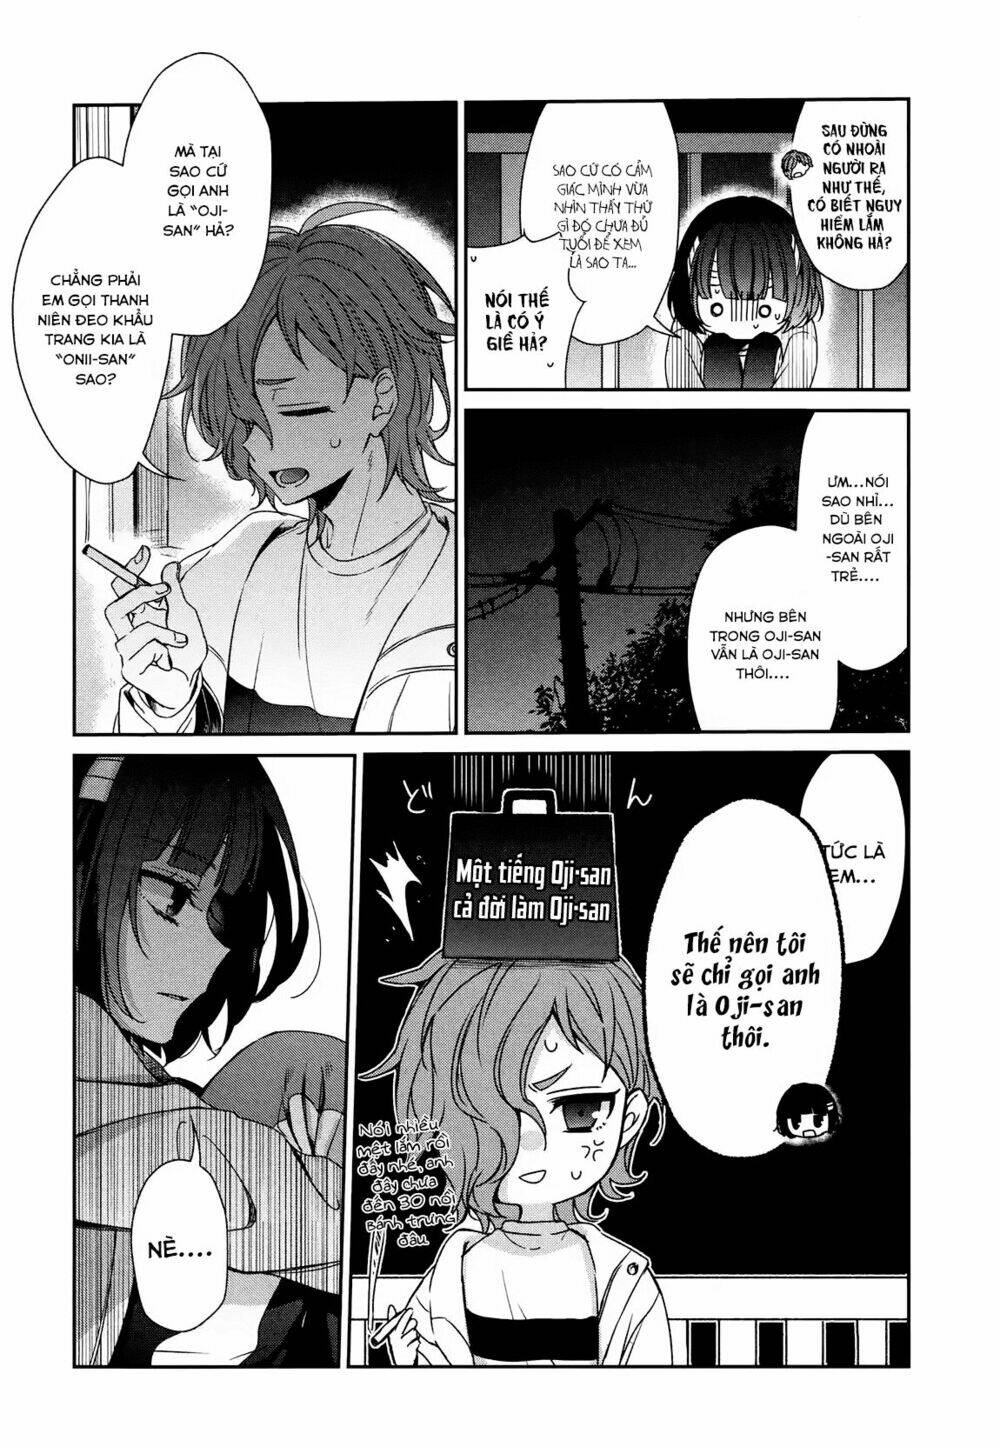 SAU ĐỪNG
CÓ NHOÀI
NGƯỜI RA
NHƯ THẾ,
CÓ BIẾT NGUY
HIỂM LẮM
KHÔNG HẢ?
SAO CỨ CÓ CẢM
GIÁC MÌNH VỪA
NHÌN THẤY THỨ
GÌ ĐÓ CHƯA ĐỦ
TUỔI ĐỂ XEM
LÀ SAO TA...
NÓI THẾ
LÀ CÓ Ý
GIỀ HẢ?
MÀ TẠI
SAO CỨ
GỌI ANH
LÀ "OJI-
SAN" HẢ?
CHẲNG PHẢI
EM GỌI THANH
NIÊN ĐEO KHẨU
TRANG KIA LÀ
"ONII-SAN"
SAO?
ƯM...NÓI
SAO NHỈ...
DÙ BÊN
NGOÀI OJI
-SAN RẤT
TRẺ....
NHƯNG BÊN
TRONG OJI-SAN
VẪN LÀ OJI-SAN
THÔI....
TỨC LÀ
EM...
Thế nên tôi
sẽ chỉ gọi anh
là Oji-san
thôi.
どん
Một tiếng Oji-san
cả đời làm Oji-san
Nói nhiều
mệt lắm rồi
đấy nhé, anh
đây chưa
đến 30 nồi
bánh trưng
đâu.
NÈ....